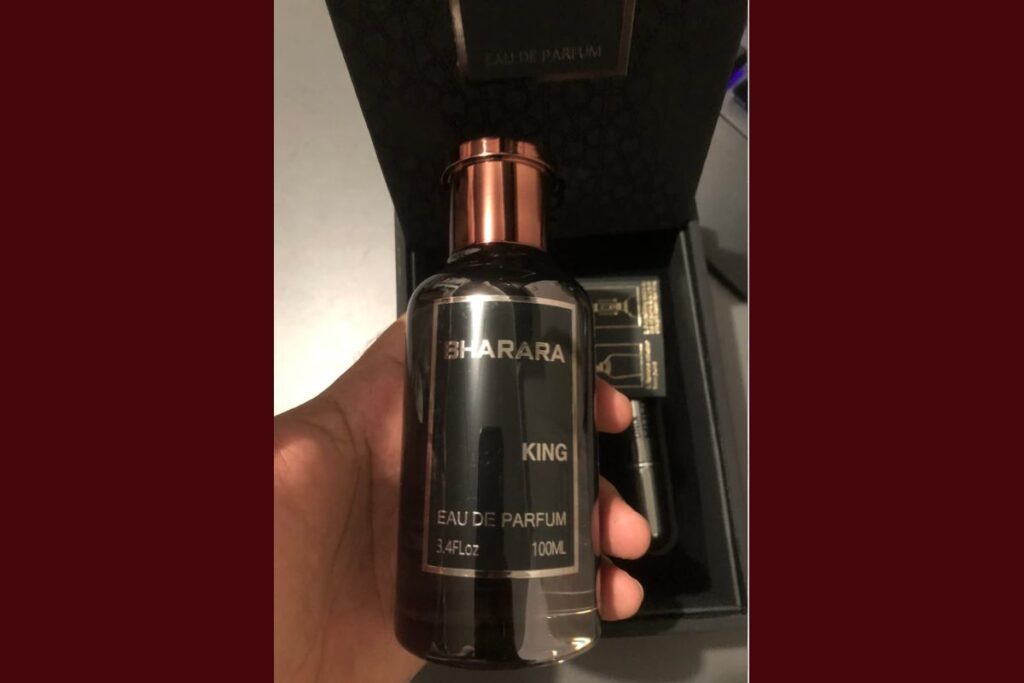 EAU DE PARFUM
BHARARA
KING
EAU DE PARFUM
3.4FLoz 100ML